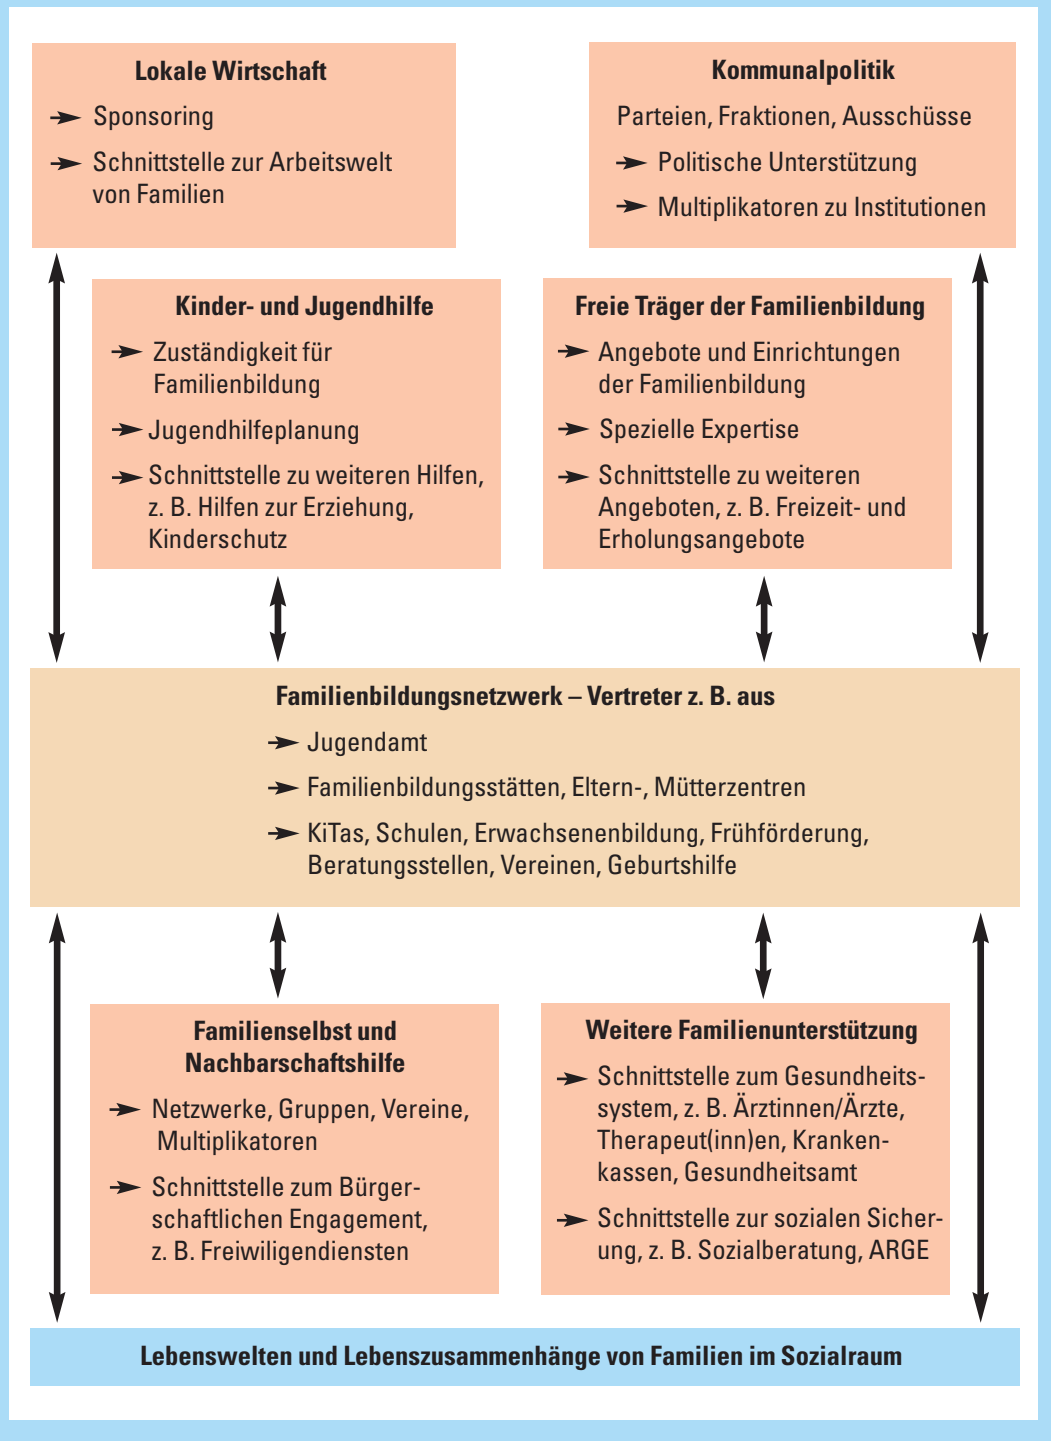 Lokale Wirtschaft
Sponsoring
Schnittstelle zur Arbeitswelt
von Familien
Kommunalpolitik
Parteien, Fraktionen, Ausschüsse
Politische Unterstützung
Multiplikatoren zu Institutionen
Kinder- und Jugendhilfe
Zuständigkeit für
Familienbildung
Jugendhilfeplanung
Schnittstelle zu weiteren Hilfen,
z. B. Hilfen zur Erziehung,
Kinderschutz
Freie Träger der Familienbildung
Angebote und Einrichtungen
der Familienbildung
Spezielle Expertise
Schnittstelle zu weiteren
Angeboten, z. B. Freizeit- und
Erholungsangebote
Familienbildungsnetzwerk – Vertreter z. B. aus
Jugendamt
Familienbildungsstätten, Eltern-, Mütterzentren
KiTas, Schulen, Erwachsenenbildung, Frühförderung,
Beratungsstellen, Vereinen, Geburtshilfe
Familienselbst und
Nachbarschaftshilfe
Netzwerke, Gruppen, Vereine,
Multiplikatoren
Schnittstelle zum Bürger-
schaftlichen Engagement,
z. B. Freiwiligendiensten
Weitere Familienunterstützung
Schnittstelle zum Gesundheits-
system, z. B. Ärztinnen/Ärzte,
Therapeut(inn)en, Kranken-
kassen, Gesundheitsamt
Schnittstelle zur sozialen Sicher-
ung, z. B. Sozialberatung, ARGE
Lebenswelten und Lebenszusammenhänge von Familien im Sozialraum